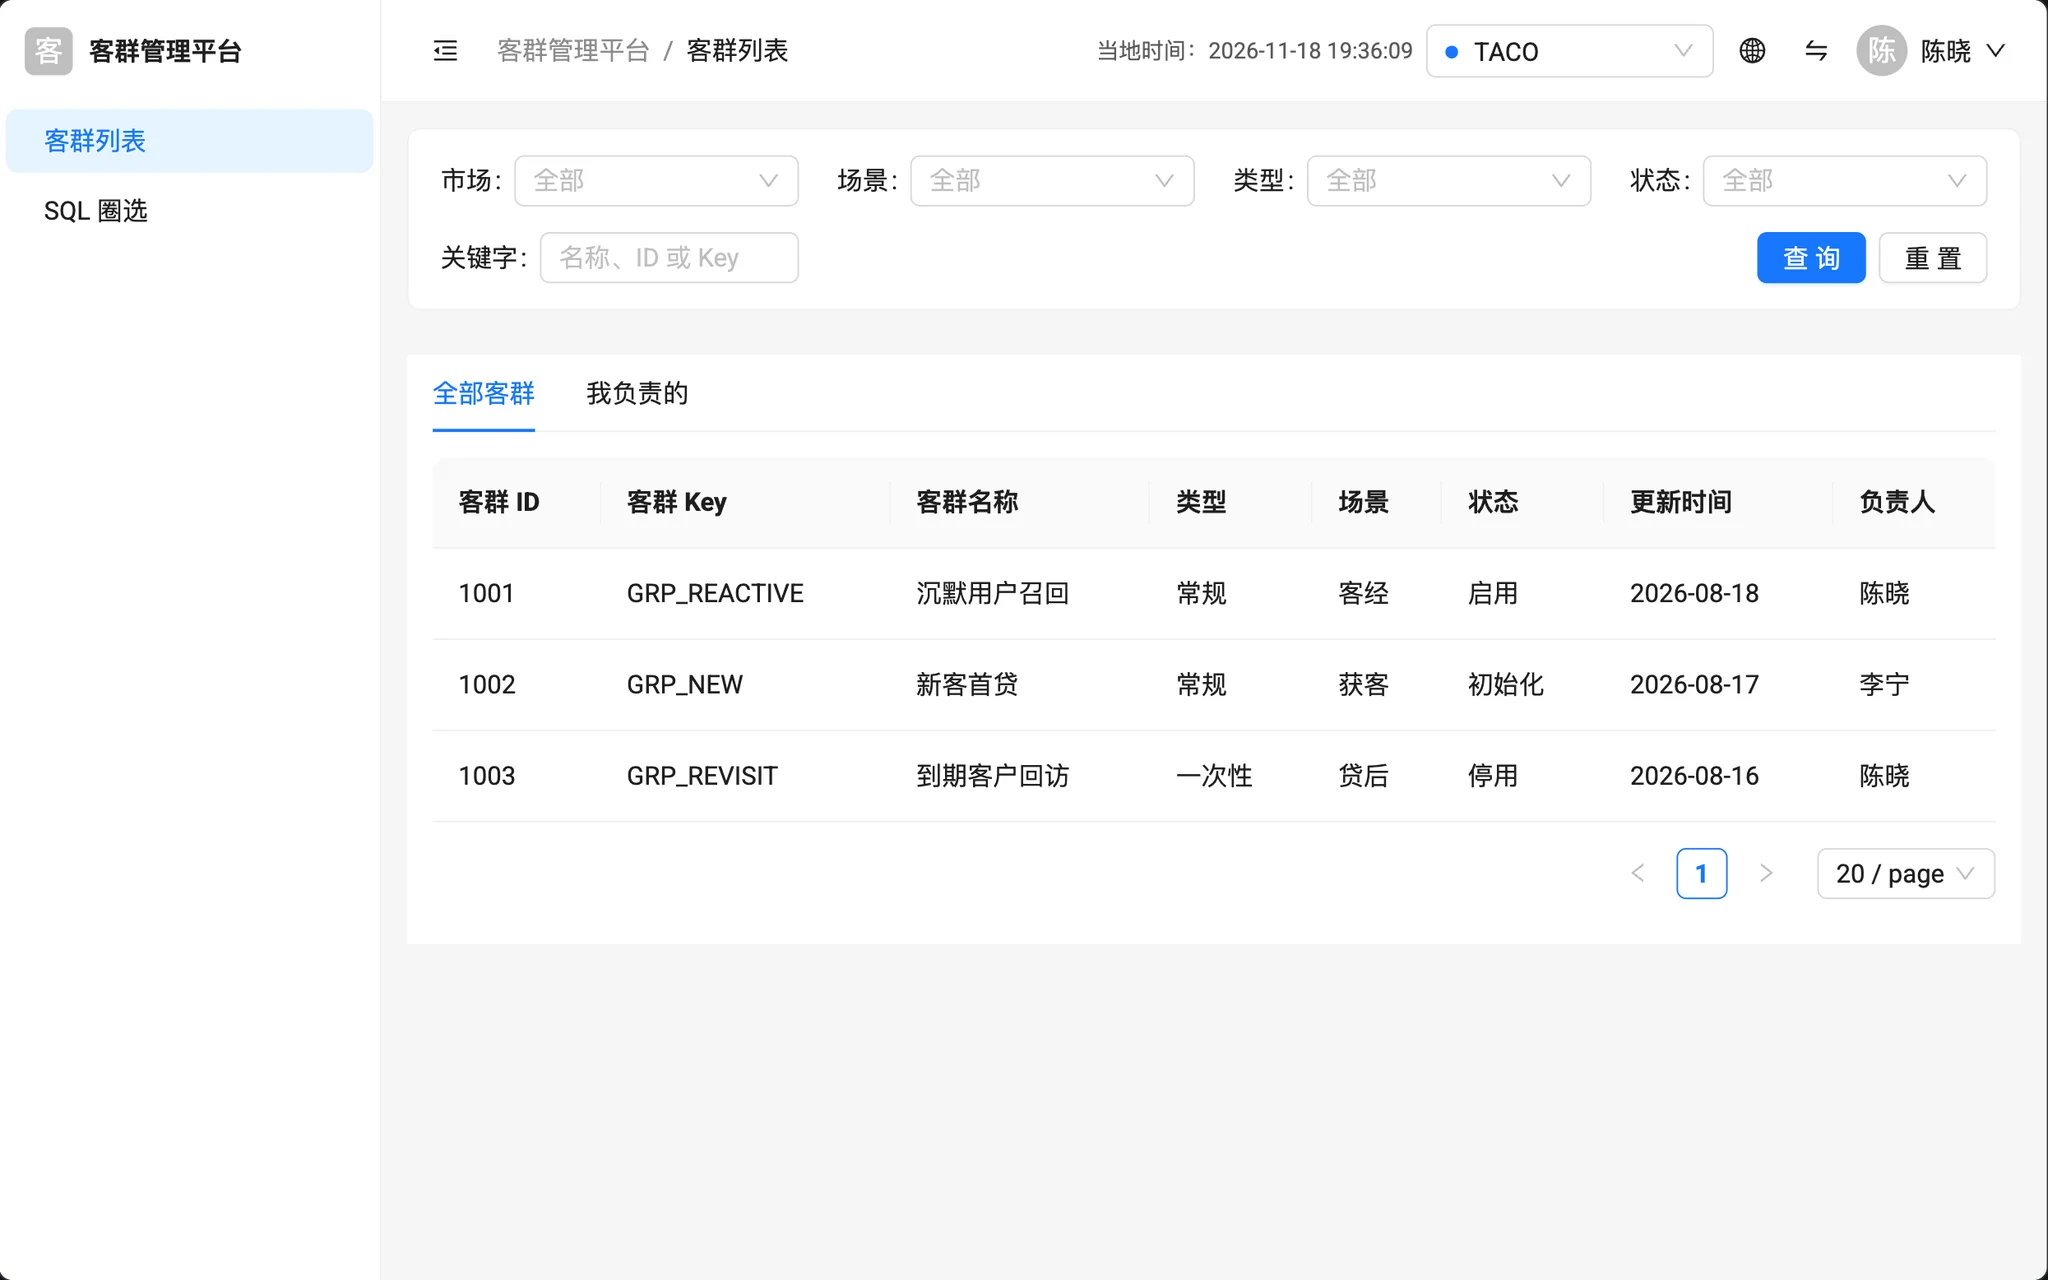 客 客群管理平台
客群列表
SQL 圈选
客群管理平台 / 客群列表 当地时间：2026-11-18 19:36:09 TACO 陈 陈晓
市场： 全部 场景： 全部 类型： 全部 状态： 全部
关键字： 名称、ID 或 Key 查 询 重 置
全部客群 我负责的
客群 ID 客群 Key 客群名称 类型 场景 状态 更新时间 负责人
1001 GRP_REACTIVE 沉默用户召回 常规 客经 启用 2026-08-18 陈晓
1002 GRP_NEW 新客首贷 常规 获客 初始化 2026-08-17 李宁
1003 GRP_REVISIT 到期客户回访 一次性 贷后 停用 2026-08-16 陈晓
1 20 / page